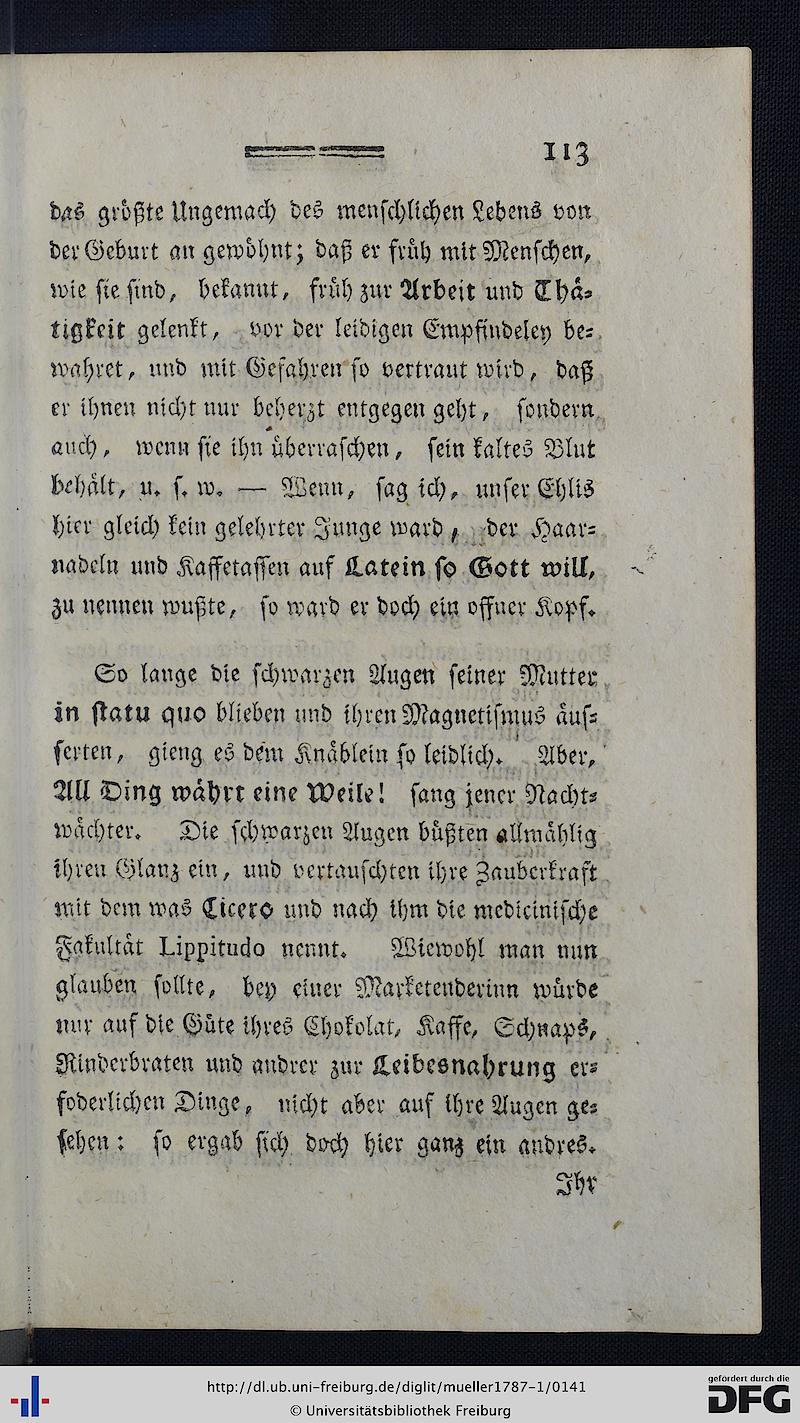 113
das größte Ungemach des menschlichen Lebens von
der Geburt an gewöhnt; daß er früh mit Menschen,
wie sie sind, bekannt, früh zur Arbeit und Thä-
tigkeit gelenkt, vor der leidigen Empfindeley be-
wahret, und mit Gefahren so vertraut wird, daß
er ihnen nicht nur beherzt entgegen geht, sondern
auch, wenn sie ihn überraschen, sein kaltes Blut
behält, u. s. w. — Wenn, sag ich, unser Ehlis
hier gleich kein gelehrter Junge ward, der Haar-
nadeln und Kaffetassen auf Latein so Gott will,
zu nennen wußte, so ward er doch ein offner Kopf.
So lange die schwarzen Augen seiner Mutter
in statu quo blieben und ihren Magnetismus äus-
serten, gieng es dem Knäblein so leidlich. Aber,
All Ding währt eine Weile! sang jener Nacht-
wächter. Die schwarzen Augen büßten allmählig
ihren Glanz ein, und vertauschten ihre Zauberkraft
mit dem was Cicero und nach ihm die medicinische
Fakultät Lippitudo nennt. Wiewohl man nun
glauben sollte, bey einer Marketenderinn würde
nur auf die Güte ihres Chokolat, Kaffe, Schnaps,
Rinderbraten und andrer zur Leibesnahrung er-
foderlichen Dinge, nicht aber auf ihre Augen ge-
sehen: so ergab sich doch hier ganz ein andres.
Ihr
http://dl.ub.uni-freiburg.de/diglit/mueller1787-1/0141
© Universitätsbibliothek Freiburg
gefördert durch die
DFG